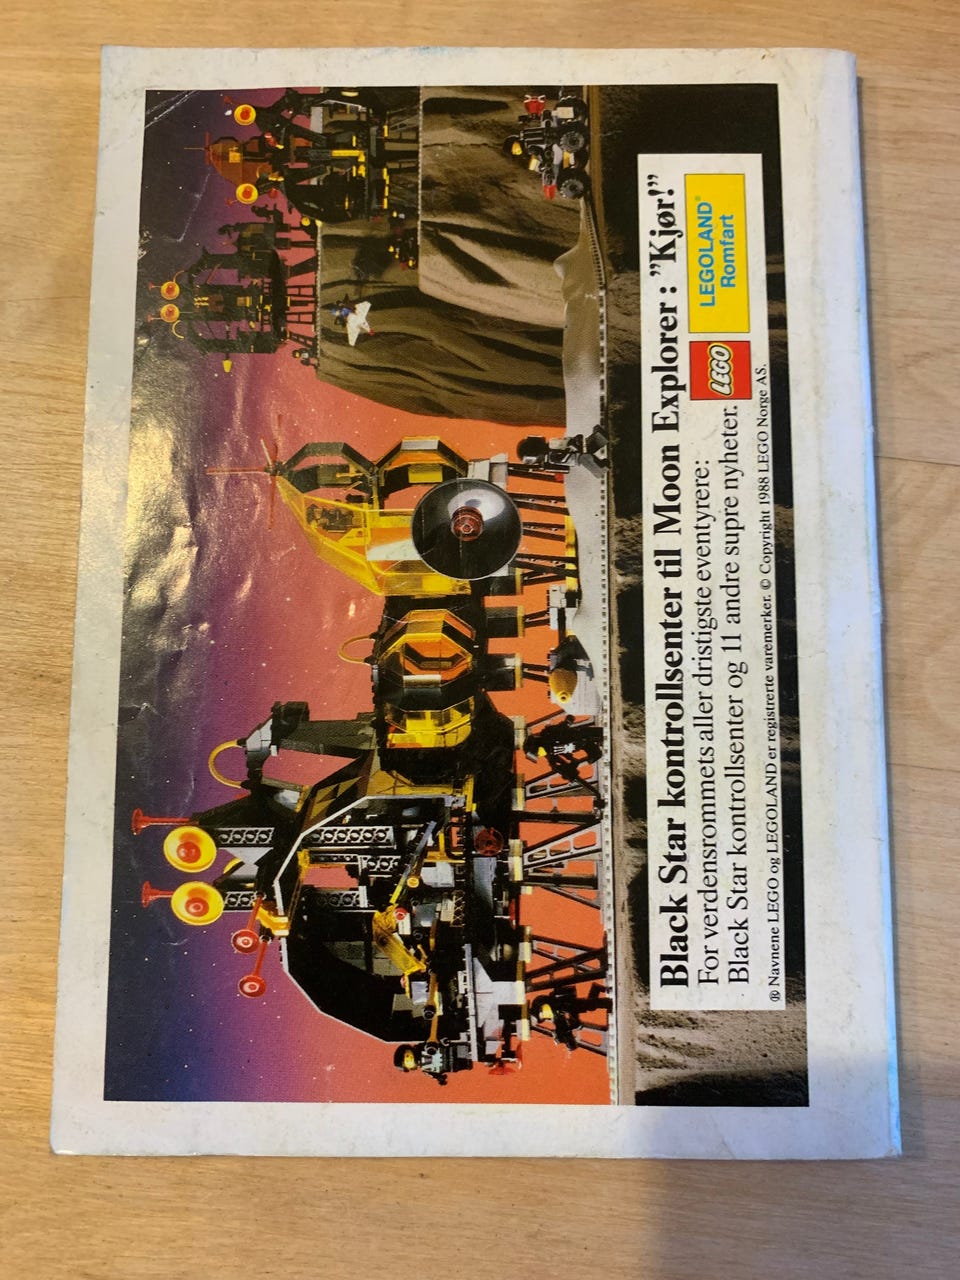 Black Star kontrollsenter til Moon Explorer : ”Kjør!”
For verdensrommets aller dristigste eventyrere:
Black Star kontrollsenter og 11 andre supre nyheter.
LEGO
LEGOLAND®
Romfart
® Navnene LEGO og LEGOLAND er registrerte varemerker. © Copyright 1988 LEGO Norge AS.